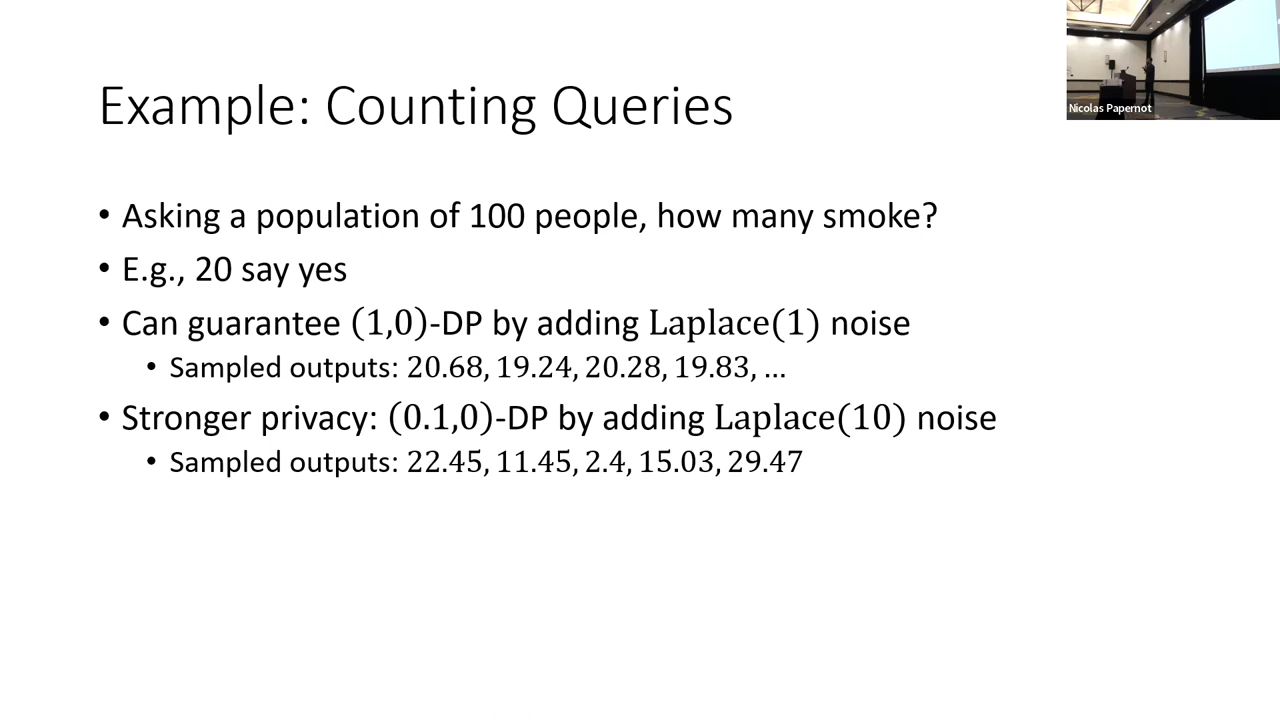 Example: Counting Queries
Nicolas Papernot
• Asking a population of 100 people, how many smoke?
• E.g., 20 say yes
• Can guarantee (1,0)-DP by adding Laplace(1) noise
• Sampled outputs: 20.68, 19.24, 20.28, 19.83, ...
• Stronger privacy: (0.1,0)-DP by adding Laplace(10) noise
• Sampled outputs: 22.45, 11.45, 2.4, 15.03, 29.47